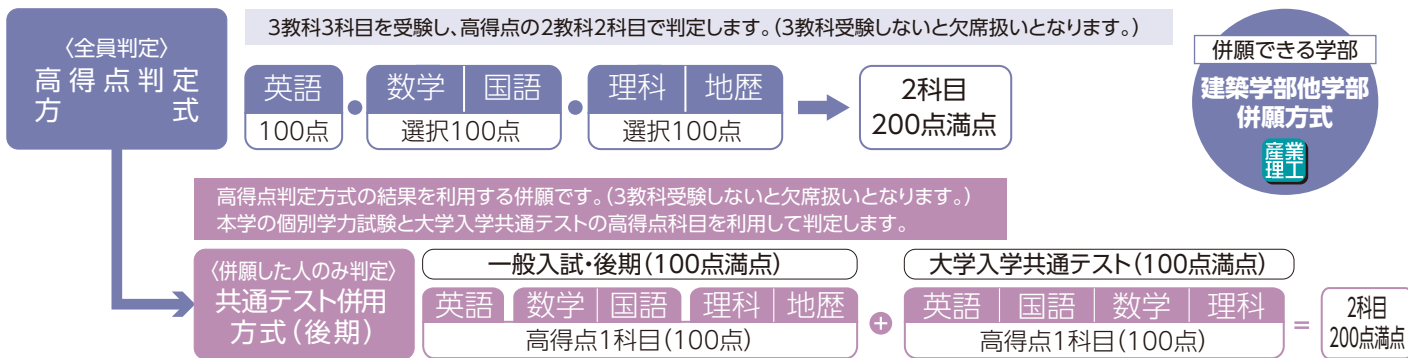 〈全員判定〉
高得点判定
方式
3教科3科目を受験し、高得点の2教科2科目で判定します。(3教科受験しないと欠席扱いとなります。)
英語
100点
数学 国語
選択100点
理科 地歴
選択100点
2科目
200点満点
併願できる学部
建築学部他学部
併願方式
産業
理工
高得点判定方式の結果を利用する併願です。(3教科受験しないと欠席扱いとなります。)
本学の個別学力試験と大学入学共通テストの高得点科目を利用して判定します。
〈併願した人のみ判定〉
共通テスト併用
方式(後期)
一般入試・後期(100点満点)
英語 数学 国語 理科 地歴
高得点1科目(100点)
+
大学入学共通テスト(100点満点)
英語 国語 数学 理科
高得点1科目(100点)
=
2科目
200点満点